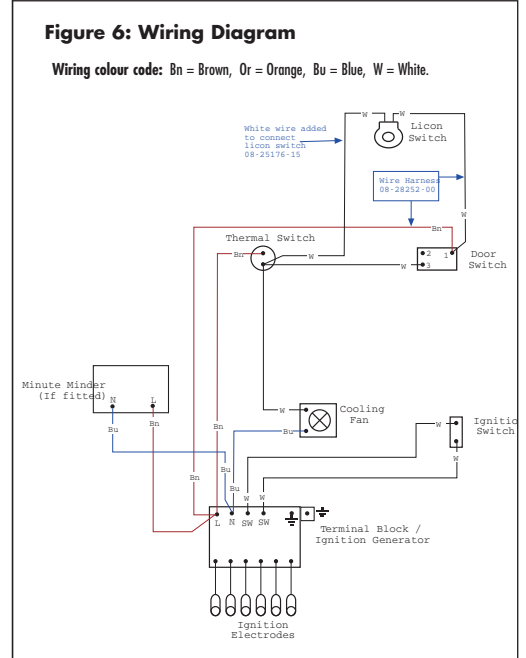 Figure 6: Wiring Diagram
Wiring colour code: Bn = Brown, Or = Orange, Bu = Blue, W = White.
W
W
White wire added
to connect
licon switch
08-25176-15
Licon
Switch
Wire Harness
08-28252-00
W
Bn
Thermal Switch
Bn
W
2
1
3
W
Door
Switch
Minute Minder
(If fitted)
N
L
Bu
Bn
W
Bu
Cooling
Fan
W
Ignitio
Switch
W
Bn
Bn
Bu
Bu
W
W
L
N
SW
SW
Terminal Block /
Ignition Generator
Ignition
Electrodes